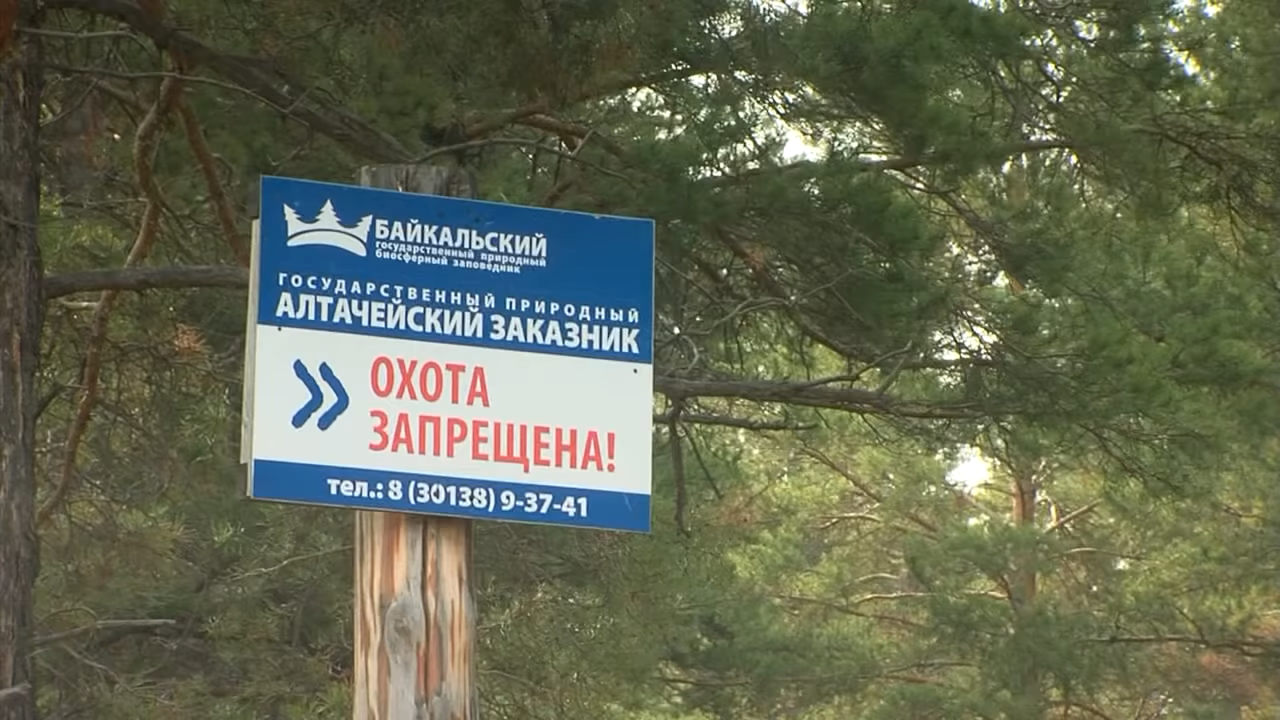 БАЙКАЛЬСКИЙ
государственный природный
биосферный заповедник
ГОСУДАРСТВЕННЫЙ ПРИРОДНЫЙ
АЛТАЧЕЙСКИЙ ЗАКАЗНИК
ОХОТА
ЗАПРЕЩЕНА!
тел.: 8 (30138) 9-37-41